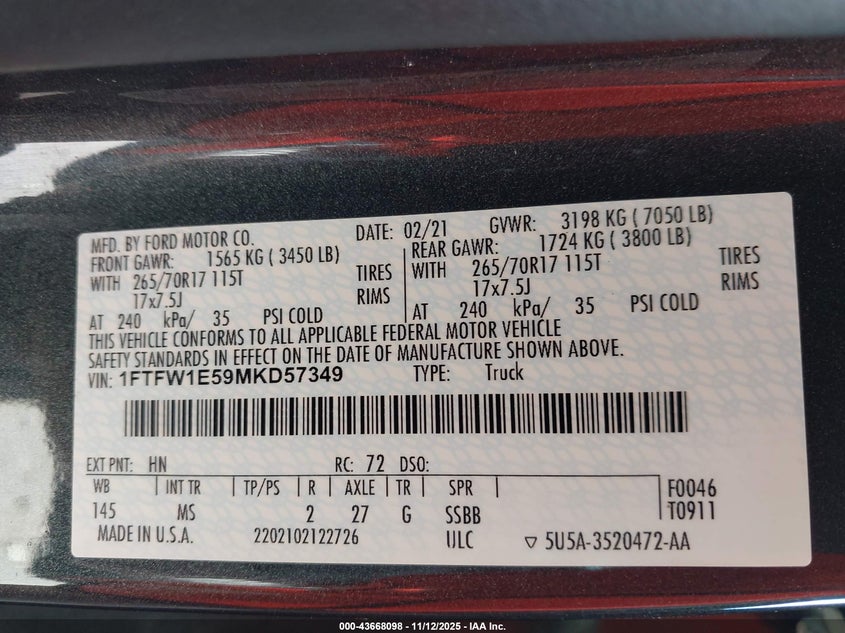 MFD. BY FORD MOTOR CO. DATE: 02/21 GVWR: 3198 KG ( 7050 LB)
FRONT GAWR: 1565 KG ( 3450 LB) REAR GAWR: 1724 KG ( 3800 LB)
WITH 265/70R17 115T TIRES WITH 265/70R17 115T TIRES
17x7.5J RIMS 17x7.5J RIMS
AT 240 kPa/ 35 PSI COLD AT 240 kPa/ 35 PSI COLD
THIS VEHICLE CONFORMS TO ALL APPLICABLE FEDERAL MOTOR VEHICLE
SAFETY STANDARDS IN EFFECT ON THE DATE OF MANUFACTURE SHOWN ABOVE.
VIN: 1FTFW1E59MKD57349 TYPE: Truck
EXT PNT: HN RC: 72 DSO:
WB INT TR TP/PS R AXLE TR SPR F0046
145 MS 2 27 G SSBB T0911
MADE IN U.S.A. 2202102122726 ULC ▽ 5U5A-3520472-AA
000-43668098 - 11/12/2025 - IAA Inc.